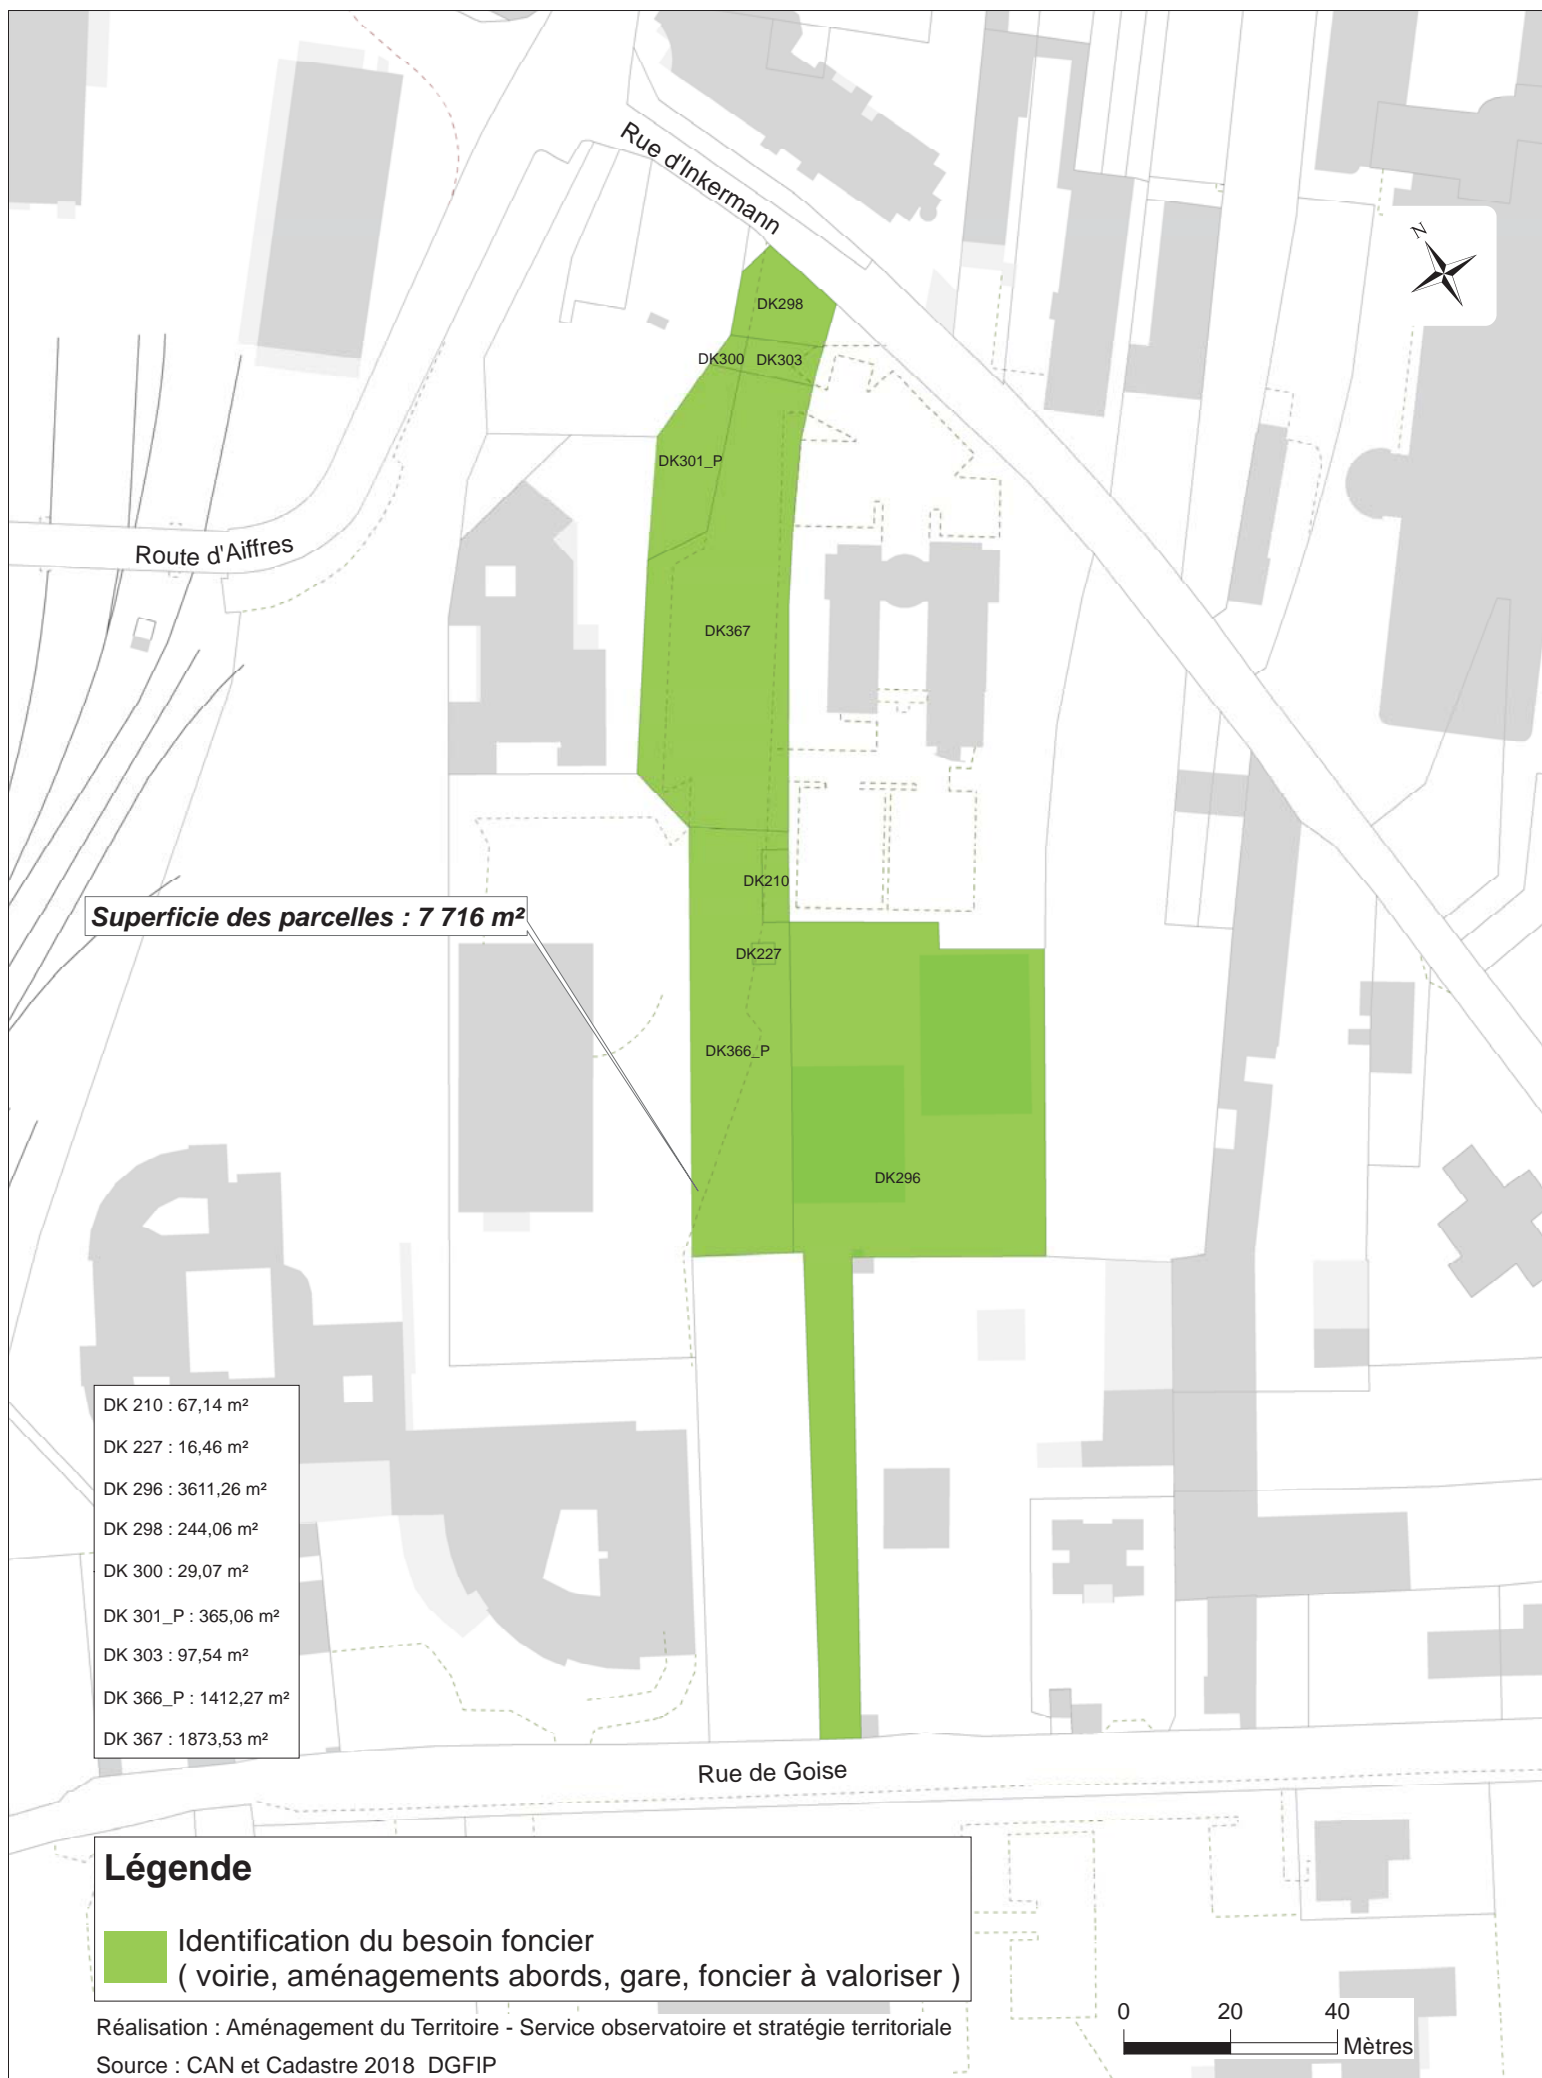 Rue d'Inkermann
N
DK298
DK300
DK303
DK301_P
Route d'Aiffres
DK367
DK210
Superficie des parcelles : 7 716 m²
DK227
DK366_P
DK296
DK 210 : 67,14 m²
DK 227 : 16,46 m²
DK 296 : 3611,26 m²
DK 298 : 244,06 m²
DK 300 : 29,07 m²
DK 301_P : 365,06 m²
DK 303 : 97,54 m²
DK 366_P : 1412,27 m²
DK 367 : 1873,53 m²
Rue de Goise
Légende
Identification du besoin foncier
( voirie, aménagements abords, gare, foncier à valoriser )
Réalisation : Aménagement du Territoire - Service observatoire et stratégie territoriale
Source : CAN et Cadastre 2018 DGFIP
0 20 40
Mètres